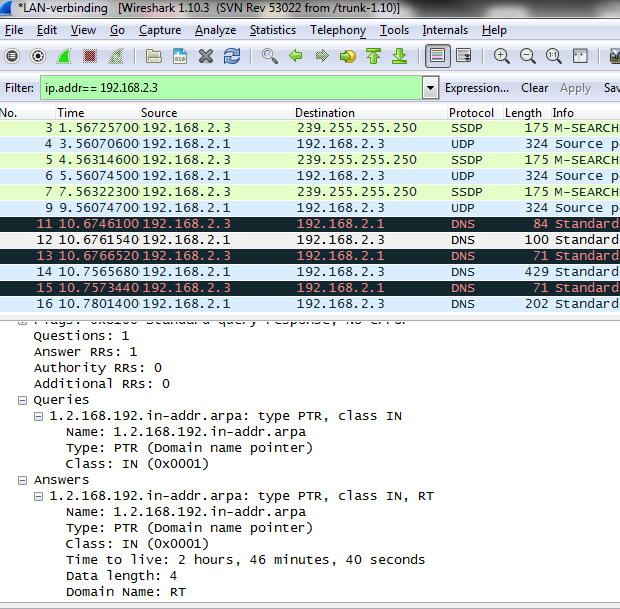 *LAN-verbinding [Wireshark 1.10.3 (SVN Rev 53022 from /trunk-1.10)]
File Edit View Go Capture Analyze Statistics Telephony Tools Internals Help
Filter: ip.addr== 192.168.2.3 Expression... Clear Apply Sav
No. Time Source Destination Protocol Length Info
3 1.56725700 192.168.2.3 239.255.255.250 SSDP 175 M-SEARCH
4 3.56070600 192.168.2.1 192.168.2.3 UDP 324 Source po
5 4.56314600 192.168.2.3 239.255.255.250 SSDP 175 M-SEARCH
6 5.56074500 192.168.2.1 192.168.2.3 UDP 324 Source po
7 7.56322300 192.168.2.3 239.255.255.250 SSDP 175 M-SEARCH
9 9.56074700 192.168.2.1 192.168.2.3 UDP 324 Source po
11 10.6746100 192.168.2.3 192.168.2.1 DNS 84 Standard
12 10.6761540 192.168.2.1 192.168.2.3 DNS 100 Standard
13 10.6766520 192.168.2.3 192.168.2.1 DNS 71 Standard
14 10.7565680 192.168.2.1 192.168.2.3 DNS 429 Standard
15 10.7573440 192.168.2.3 192.168.2.1 DNS 71 Standard
16 10.7801400 192.168.2.1 192.168.2.3 DNS 202 Standard
Flags: 0x8100 Standard query response, No error
Questions: 1
Answer RRs: 1
Authority RRs: 0
Additional RRs: 0
Queries
1.2.168.192.in-addr.arpa: type PTR, class IN
Name: 1.2.168.192.in-addr.arpa
Type: PTR (Domain name pointer)
Class: IN (0x0001)
Answers
1.2.168.192.in-addr.arpa: type PTR, class IN, RT
Name: 1.2.168.192.in-addr.arpa
Type: PTR (Domain name pointer)
Class: IN (0x0001)
Time to live: 2 hours, 46 minutes, 40 seconds
Data length: 4
Domain Name: RT